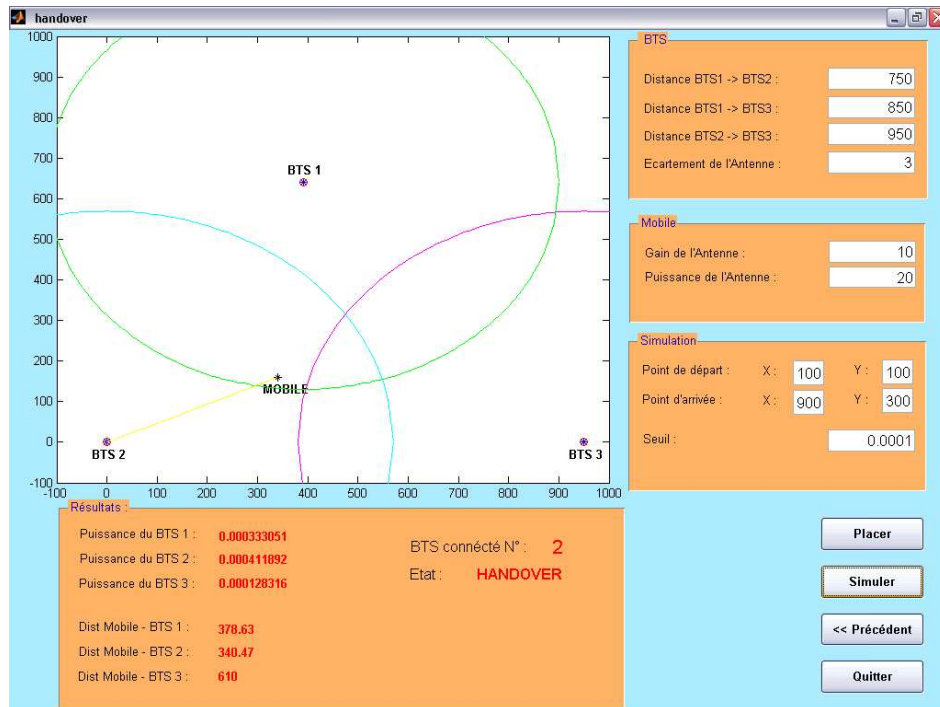 handover
1000
900
800
700
600
500
400
300
200
100
0
-100
-100 0 100 200 300 400 500 600 700 800 900 1000
BTS 1
MOBILE
BTS 2
BTS 3
BTS
Distance BTS1 -> BTS2 : 750
Distance BTS1 -> BTS3 : 850
Distance BTS2 -> BTS3 : 950
Ecartement de l'Antenne : 3
Mobile
Gain de l'Antenne : 10
Puissance de l'Antenne : 20
Simulation
Point de départ : X : 100 Y : 100
Point d'arrivée : X : 900 Y : 300
Seuil : 0.0001
Résultats :
Puissance du BTS 1 : 0.000333051
Puissance du BTS 2 : 0.000411892
Puissance du BTS 3 : 0.000128316
Dist Mobile - BTS 1 : 378.63
Dist Mobile - BTS 2 : 340.47
Dist Mobile - BTS 3 : 610
BTS connécté N° : 2
Etat : HANDOVER
Placer
Simuler
<< Précédent
Quitter